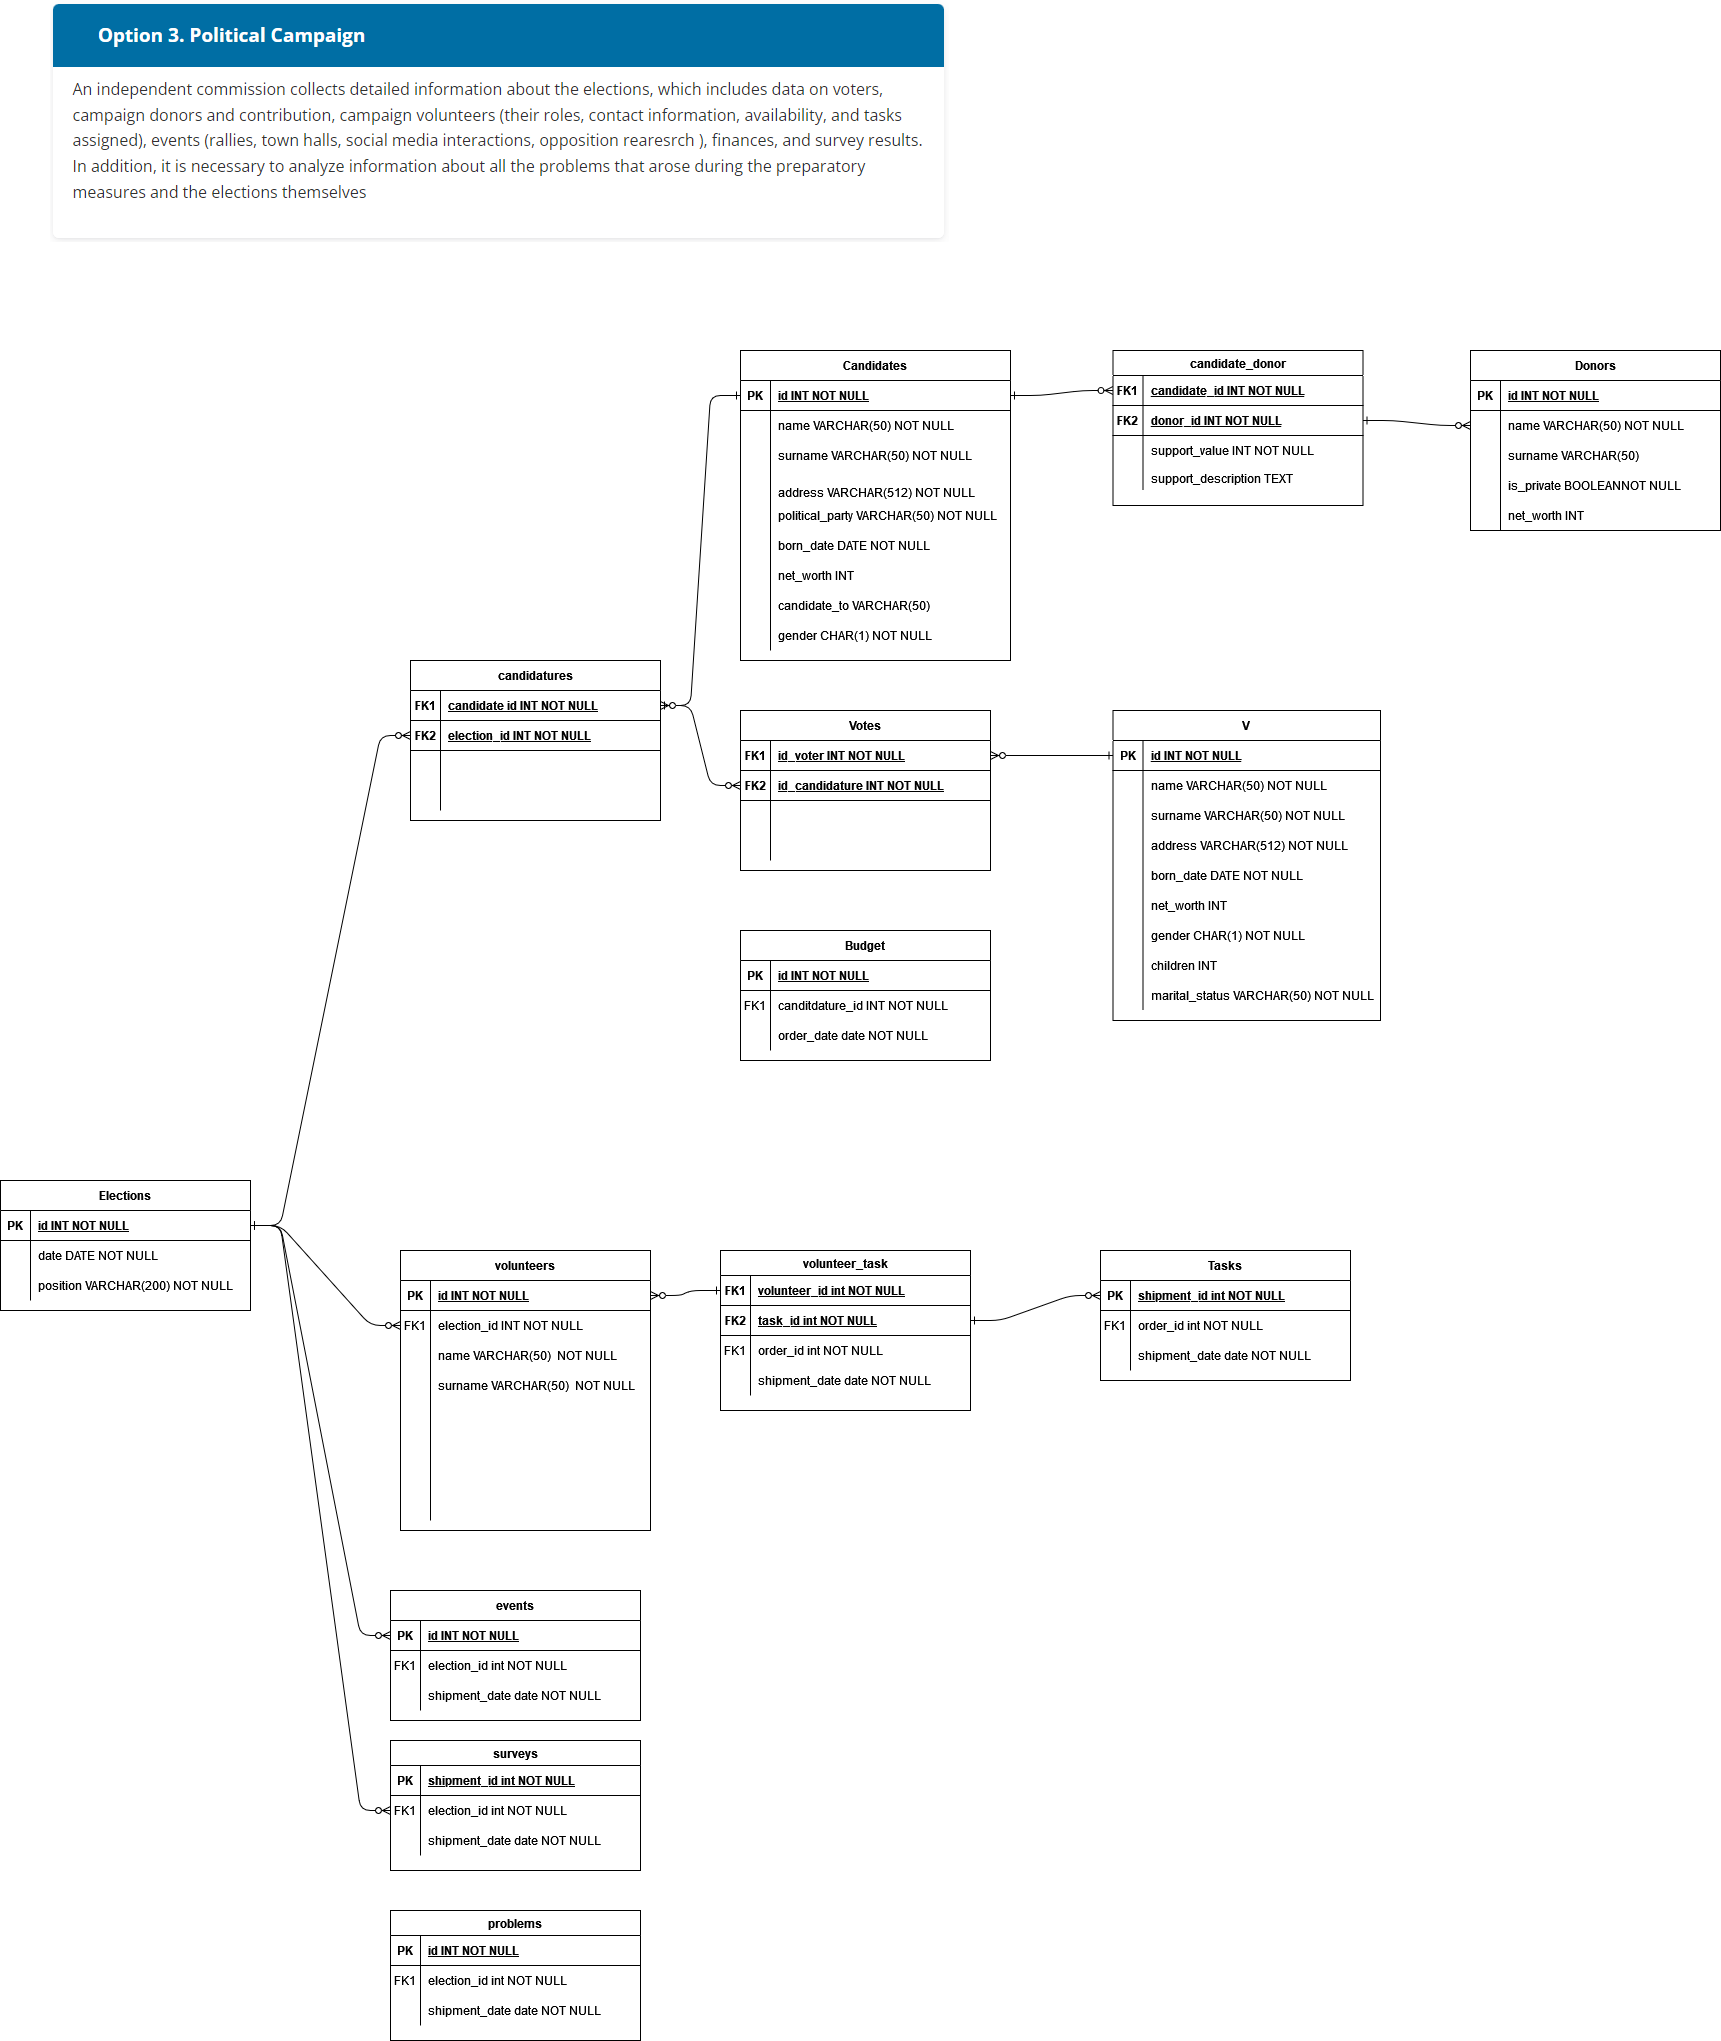 Option 3. Political Campaign
An independent commission collects detailed information about the elections, which includes data on voters,
campaign donors and contribution, campaign volunteers (their roles, contact information, availability, and tasks
assigned), events (rallies, town halls, social media interactions, opposition rearesrch ), finances, and survey results.
In addition, it is necessary to analyze information about all the problems that arose during the preparatory
measures and the elections themselves
Candidates
PK id INT NOT NULL
name VARCHAR(50) NOT NULL
surname VARCHAR(50) NOT NULL
address VARCHAR(512) NOT NULL
political_party VARCHAR(50) NOT NULL
born_date DATE NOT NULL
net_worth INT
candidate_to VARCHAR(50)
gender CHAR(1) NOT NULL
candidate_donor
FK1 candidate_id INT NOT NULL
FK2 donor_id INT NOT NULL
support_value INT NOT NULL
support_description TEXT
Donors
PK id INT NOT NULL
name VARCHAR(50) NOT NULL
surname VARCHAR(50)
is_private BOOLEANNOT NULL
net_worth INT
candidatures
FK1 candidate id INT NOT NULL
FK2 election_id INT NOT NULL
Votes
FK1 id_voter INT NOT NULL
FK2 id_candidature INT NOT NULL
V
PK id INT NOT NULL
name VARCHAR(50) NOT NULL
surname VARCHAR(50) NOT NULL
address VARCHAR(512) NOT NULL
born_date DATE NOT NULL
net_worth INT
gender CHAR(1) NOT NULL
children INT
marital_status VARCHAR(50) NOT NULL
Budget
PK id INT NOT NULL
FK1 canditdature_id INT NOT NULL
order_date date NOT NULL
Elections
PK id INT NOT NULL
date DATE NOT NULL
position VARCHAR(200) NOT NULL
volunteers
PK id INT NOT NULL
FK1 election_id INT NOT NULL
name VARCHAR(50) NOT NULL
surname VARCHAR(50) NOT NULL
volunteer_task
FK1 volunteer_id int NOT NULL
FK2 task_id int NOT NULL
FK1 order_id int NOT NULL
shipment_date date NOT NULL
Tasks
PK shipment_id int NOT NULL
FK1 order_id int NOT NULL
shipment_date date NOT NULL
events
PK id INT NOT NULL
FK1 election_id int NOT NULL
shipment_date date NOT NULL
surveys
PK shipment_id int NOT NULL
FK1 election_id int NOT NULL
shipment_date date NOT NULL
problems
PK id INT NOT NULL
FK1 election_id int NOT NULL
shipment_date date NOT NULL